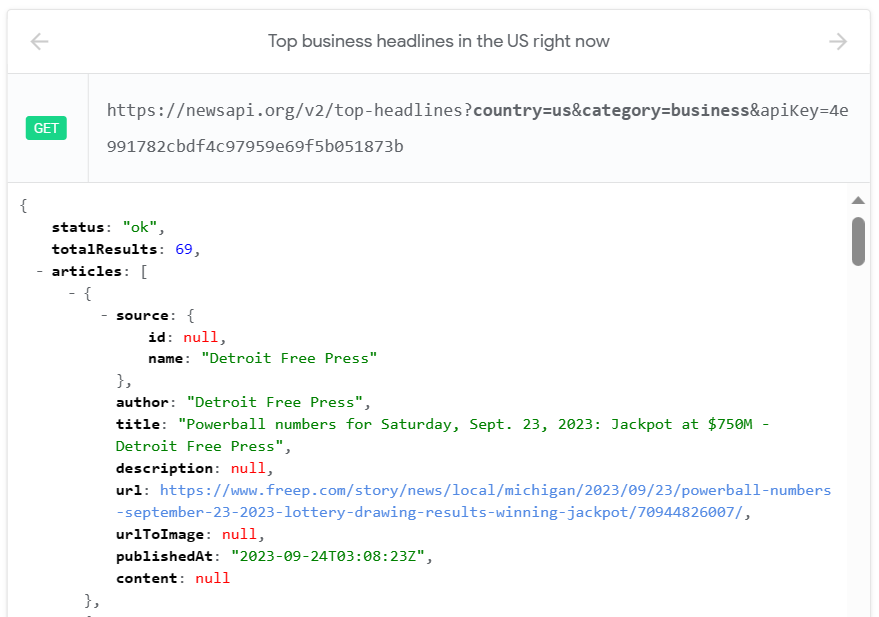 Top business headlines in the US right now
GET
https://newsapi.org/v2/top-headlines?country=us&category=business&apiKey=4e
991782cbdf4c97959e69f5b051873b
{
status: "ok",
totalResults: 69,
- articles: [
- {
- source: {
id: null,
name: "Detroit Free Press"
},
author: "Detroit Free Press",
title: "Powerball numbers for Saturday, Sept. 23, 2023: Jackpot at $750M -
Detroit Free Press",
description: null,
url: https://www.freep.com/story/news/local/michigan/2023/09/23/powerball-numbers
-september-23-2023-lottery-drawing-results-winning-jackpot/70944826007/,
urlToImage: null,
publishedAt: "2023-09-24T03:08:23Z",
content: null
},